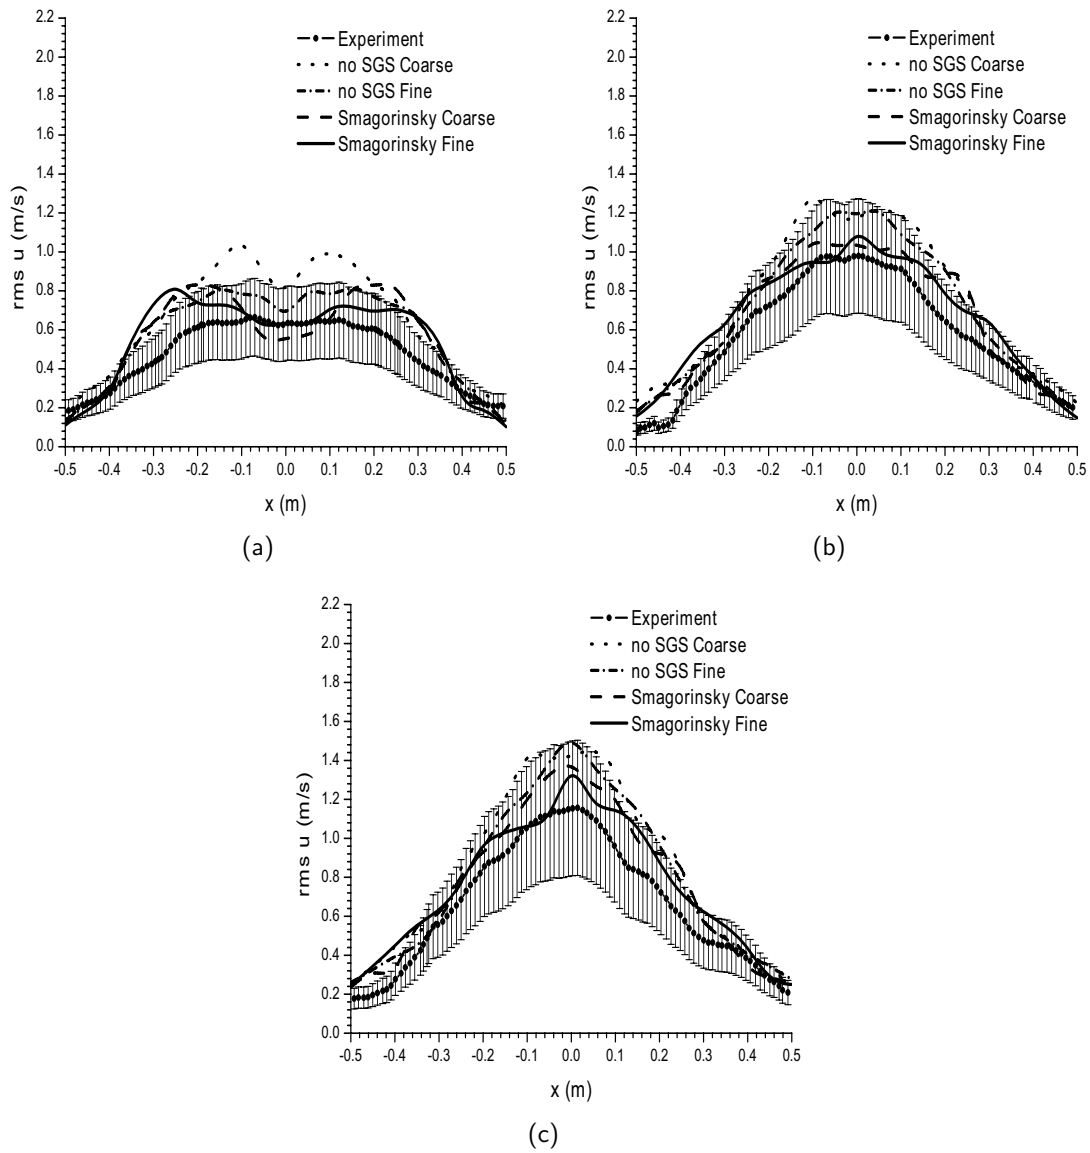 2.2
2.0
1.8
1.6
1.4
1.2
1.0
0.8
0.6
0.4
0.2
0.0
rms u (m/s)
Experiment
no SGS Coarse
no SGS Fine
Smagorinsky Coarse
Smagorinsky Fine
-0.5 -0.4 -0.3 -0.2 -0.1 0.0 0.1 0.2 0.3 0.4 0.5
x (m)
(a)
2.2
2.0
1.8
1.6
1.4
1.2
1.0
0.8
0.6
0.4
0.2
0.0
rms u (m/s)
Experiment
no SGS Coarse
no SGS Fine
Smagorinsky Coarse
Smagorinsky Fine
-0.5 -0.4 -0.3 -0.2 -0.1 0.0 0.1 0.2 0.3 0.4 0.5
x (m)
(b)
2.2
2.0
1.8
1.6
1.4
1.2
1.0
0.8
0.6
0.4
0.2
0.0
rms u (m/s)
Experiment
no SGS Coarse
no SGS Fine
Smagorinsky Coarse
Smagorinsky Fine
-0.5 -0.4 -0.3 -0.2 -0.1 0.0 0.1 0.2 0.3 0.4 0.5
x (m)
(c)